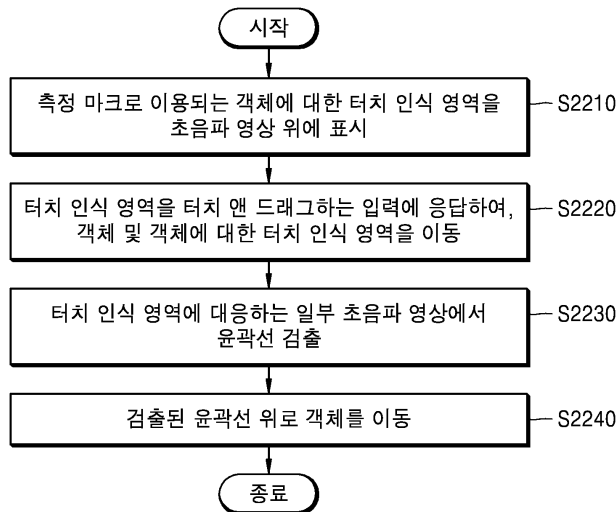 시작
측정 마크로 이용되는 객체에 대한 터치 인식 영역을
초음파 영상 위에 표시
S2210
터치 인식 영역을 터치 앤 드래그하는 입력에 응답하여,
객체 및 객체에 대한 터치 인식 영역을 이동
S2220
터치 인식 영역에 대응하는 일부 초음파 영상에서
윤곽선 검출
S2230
검출된 윤곽선 위로 객체를 이동
S2240
종료